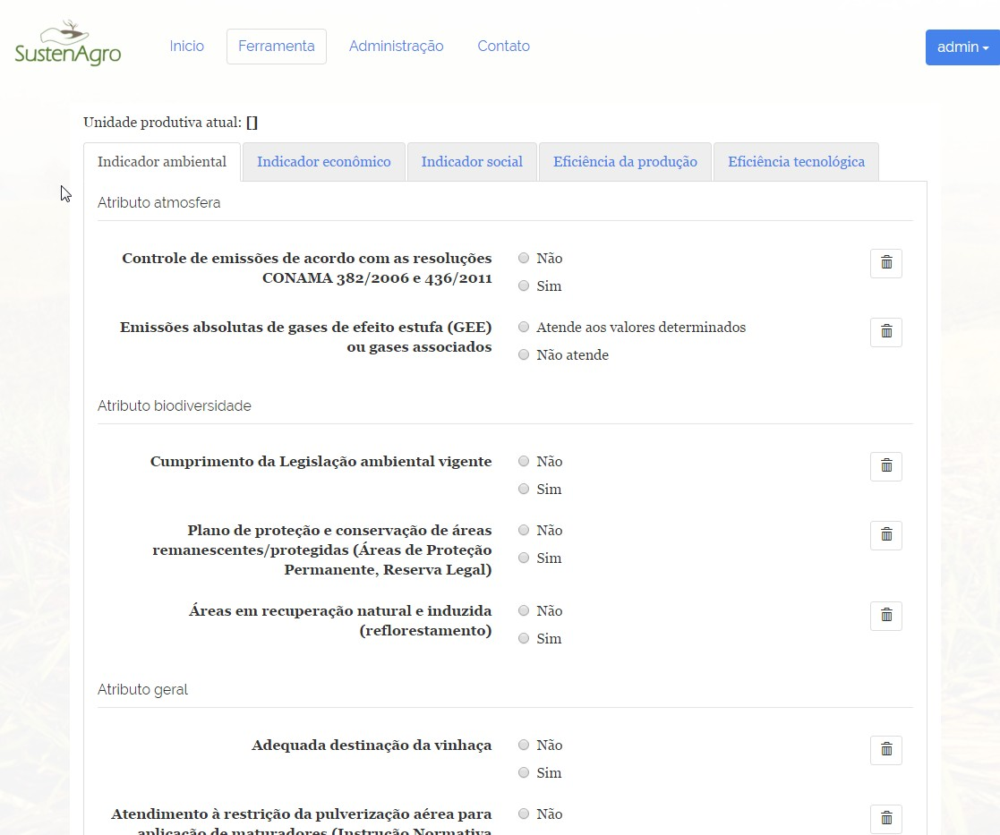 SustenAgro
Inicio
Ferramenta
Administração
Contato
admin
Unidade produtiva atual: []
Indicador ambiental
Indicador econômico
Indicador social
Eficiência da produção
Eficiência tecnológica
Atributo atmosfera
Controle de emissões de acordo com as resoluções
CONAMA 382/2006 e 436/2011
Não
Sim
Emissões absolutas de gases de efeito estufa (GEE)
ou gases associados
Atende aos valores determinados
Não atende
Atributo biodiversidade
Cumprimento da Legislação ambiental vigente
Não
Sim
Plano de proteção e conservação de áreas
remanescentes/protegidas (Áreas de Proteção
Permanente, Reserva Legal)
Não
Sim
Áreas em recuperação natural e induzida
(reflorestamento)
Não
Sim
Atributo geral
Adequada destinação da vinhaça
Não
Sim
Atendimento à restrição da pulverização aérea para
aplicação de maturadores (Instrução Normativa
Não